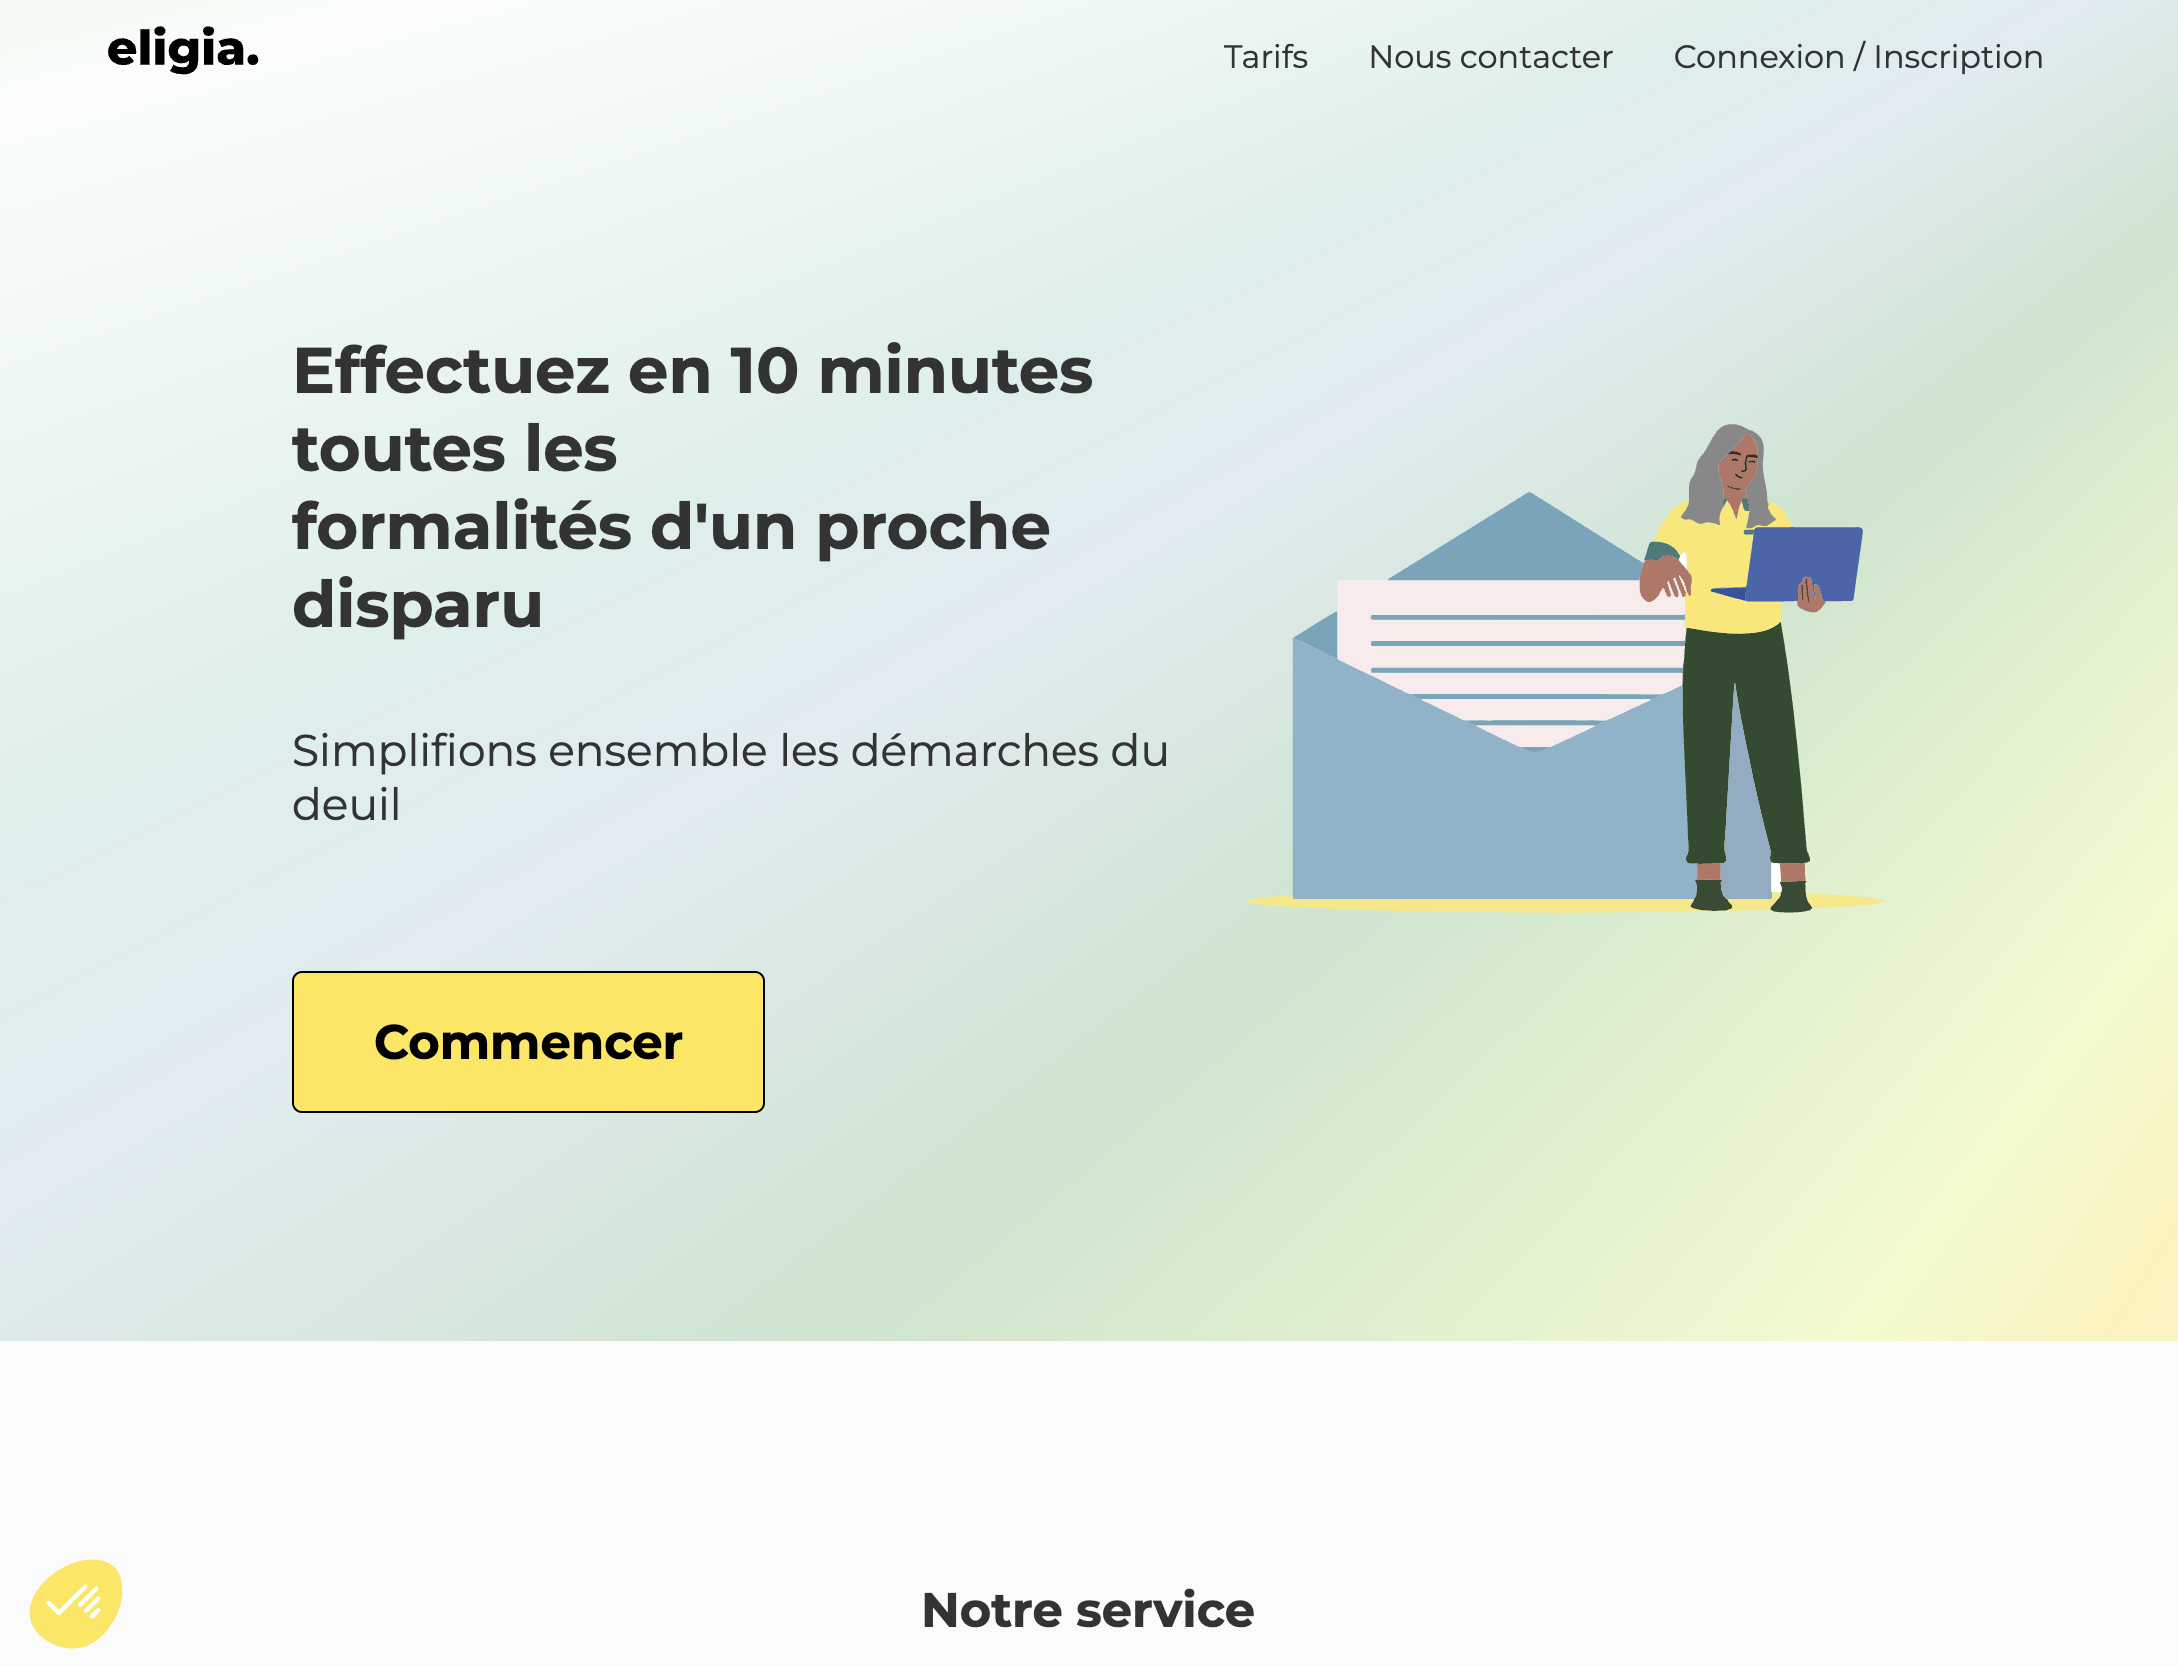 eligia.
Tarifs
Nous contacter
Connexion / Inscription
Effectuez en 10 minutes
toutes les
formalités d'un proche
disparu
Simplifions ensemble les démarches du
deuil
Commencer
Notre service